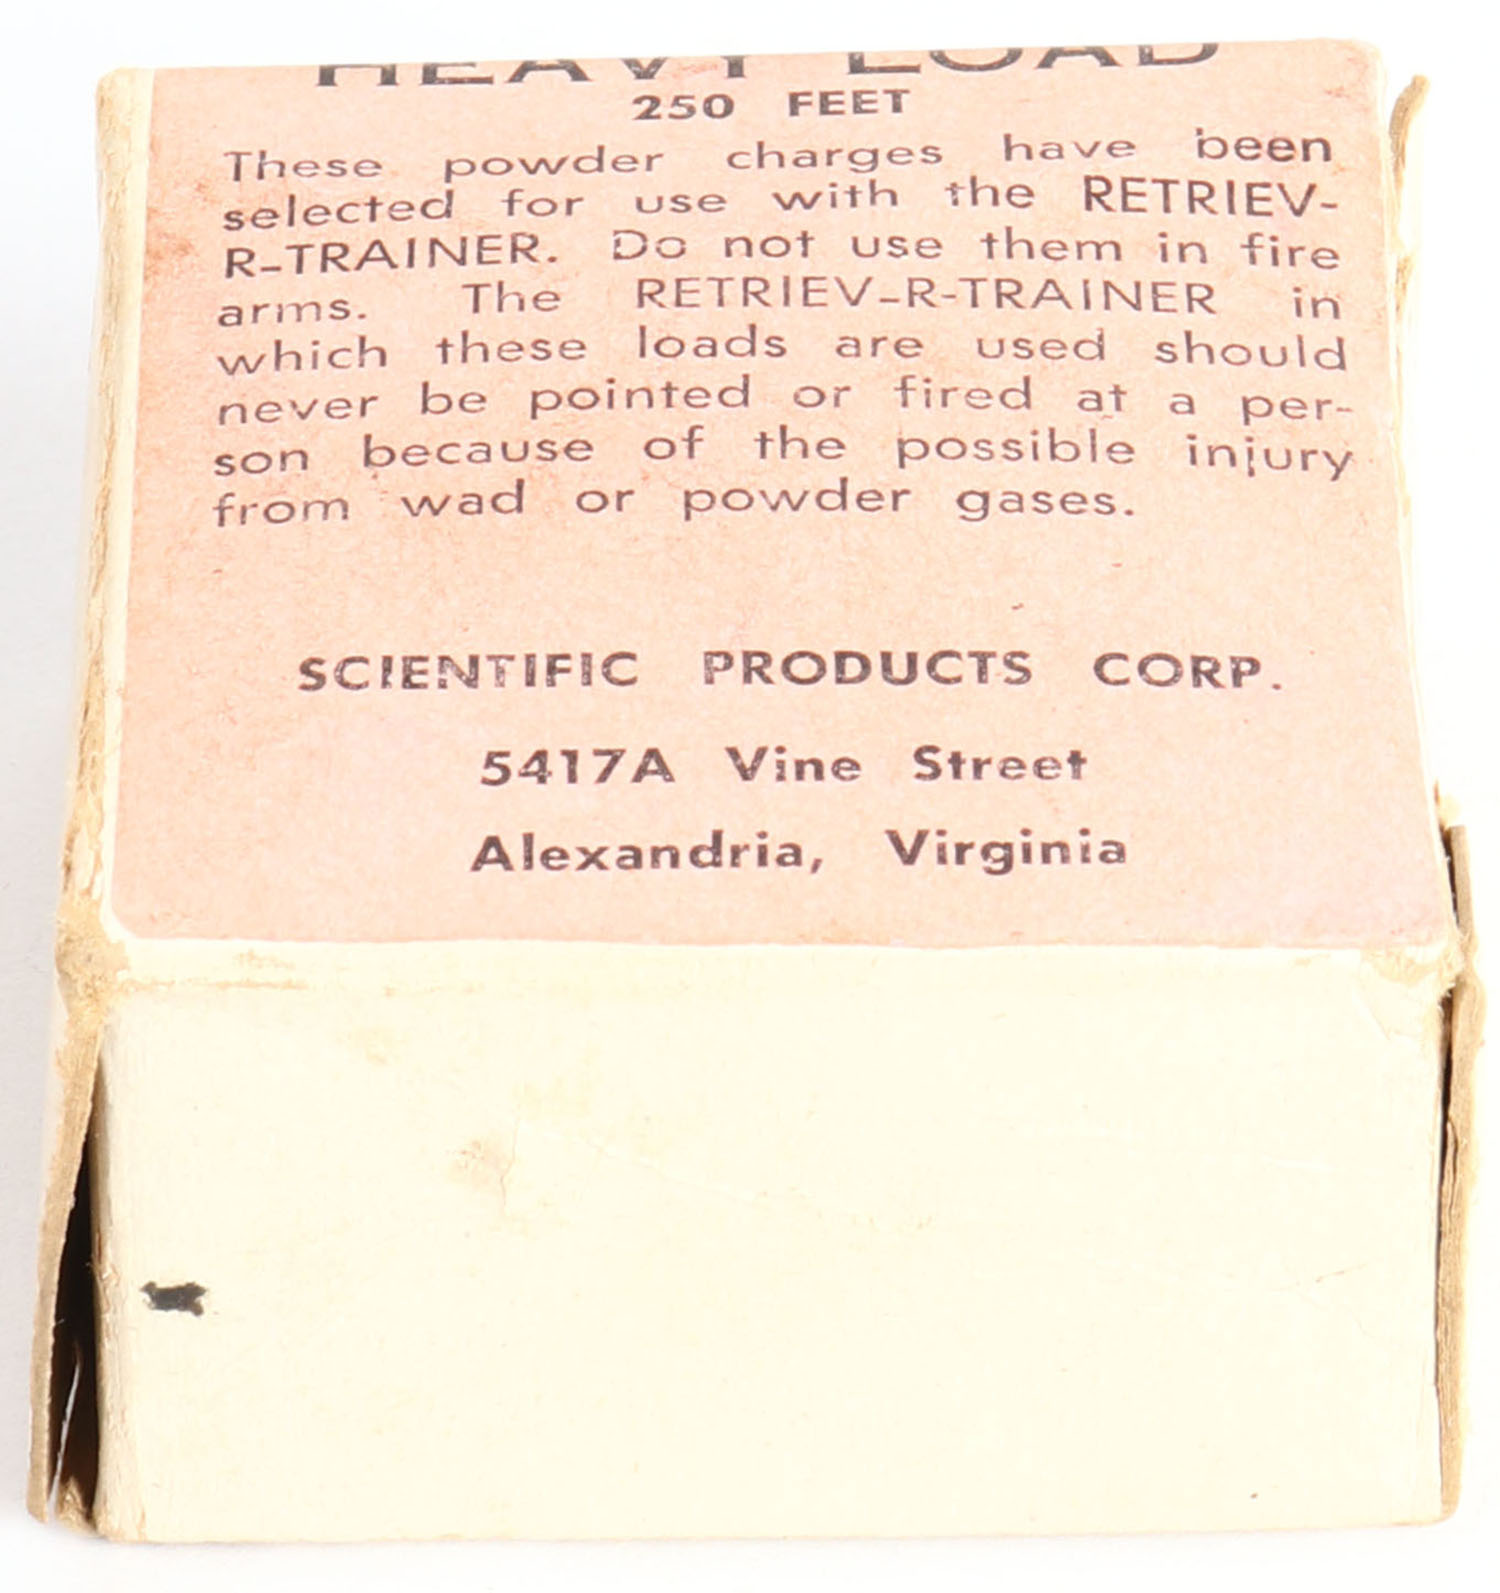 HEAVY LOAD
250 FEET
These powder charges have been
selected for use with the RETRIEV-
R-TRAINER. Do not use them in fire
arms. The RETRIEV-R-TRAINER in
which these loads are used should
never be pointed or fired at a per-
son because of the possible injury
from wad or powder gases.
SCIENTIFIC PRODUCTS CORP.
5417A Vine Street
Alexandria, Virginia